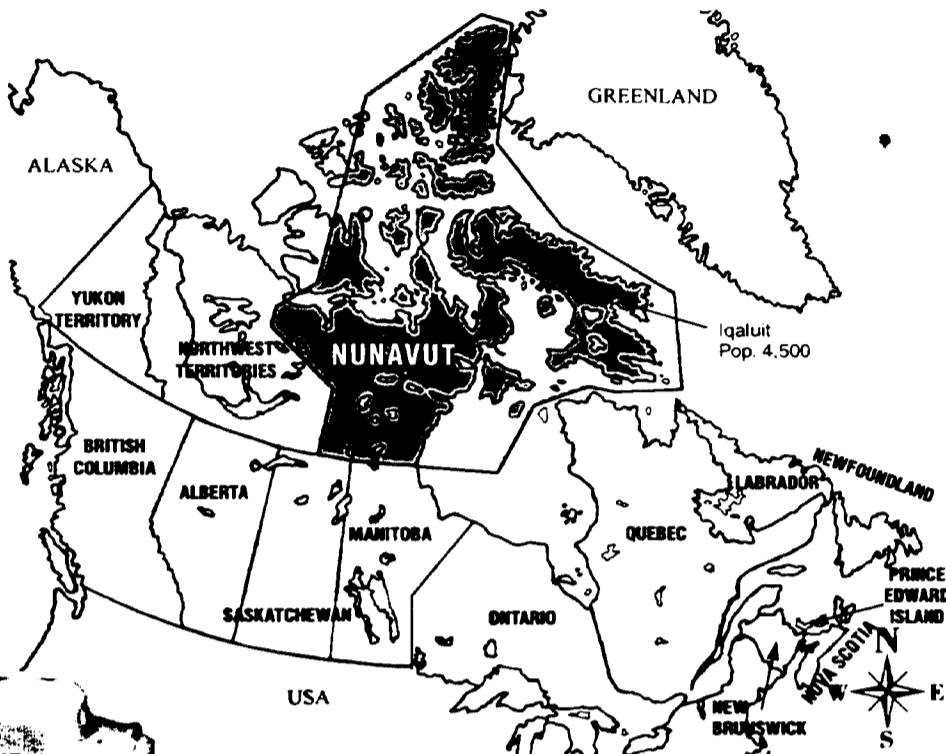 GREENLAND
ALASKA
YUKON
TERRITORY
NORTHWEST
TERRITORIES
NUNAVUT
Iqaluit
Pop. 4.500
BRITISH
COLUMBIA
ALBERTA
SASKATCHEWAN
MANITOBA
ONTARIO
QUEBEC
LABRADOR
NEWFOUNDLAND
PRINCE
EDWARD
ISLAND
NOVA SCOTIA
NEW
BRUNSWICK
USA
N
W
E
S